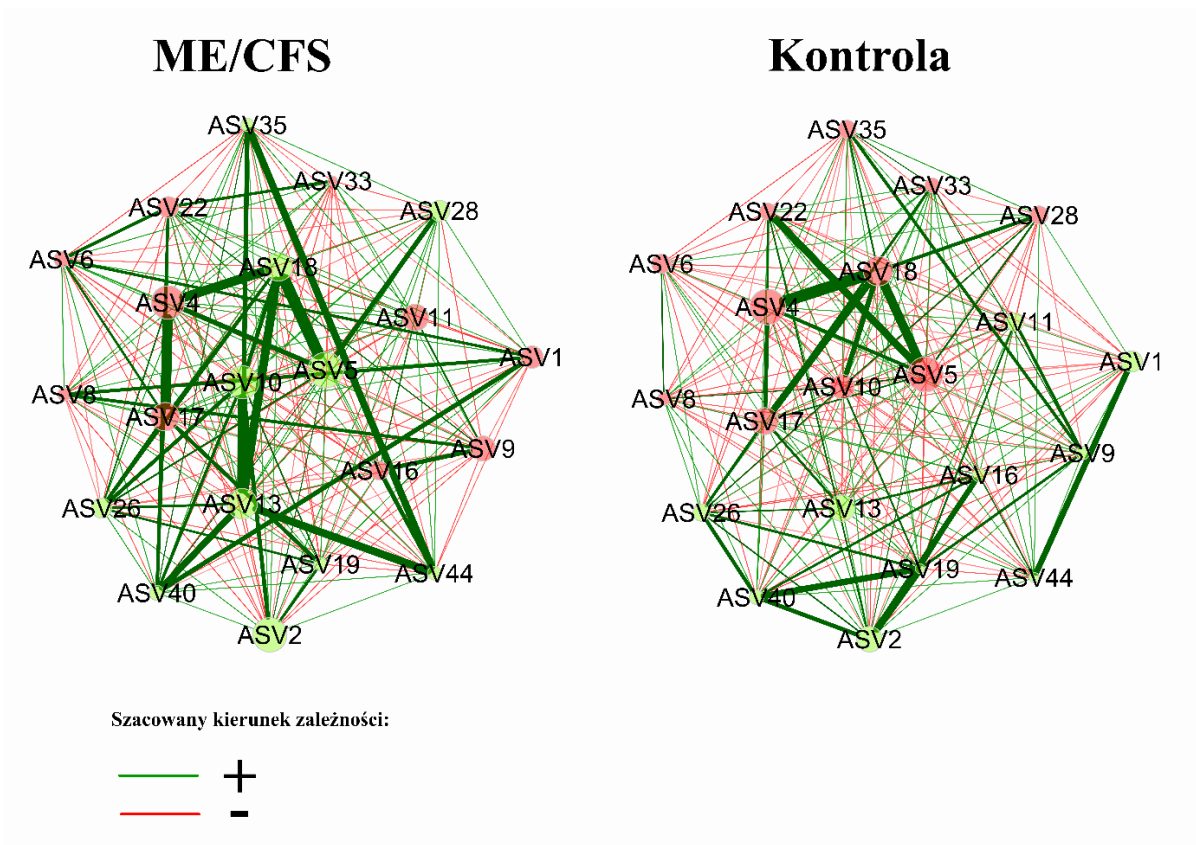 ME/CFS
Kontrola
ASV35
ASV33
ASV22
ASV28
ASV6
ASV18
ASV4
ASV11
ASV1
ASV5
ASV10
ASV8
ASV17
ASV9
ASV16
ASV13
ASV26
ASV19
ASV44
ASV40
ASV2
ASV35
ASV33
ASV22
ASV28
ASV6
ASV18
ASV4
ASV11
ASV1
ASV5
ASV10
ASV8
ASV17
ASV9
ASV16
ASV13
ASV26
ASV19
ASV44
ASV40
ASV2
Szacowany kierunek zależności:
+
-